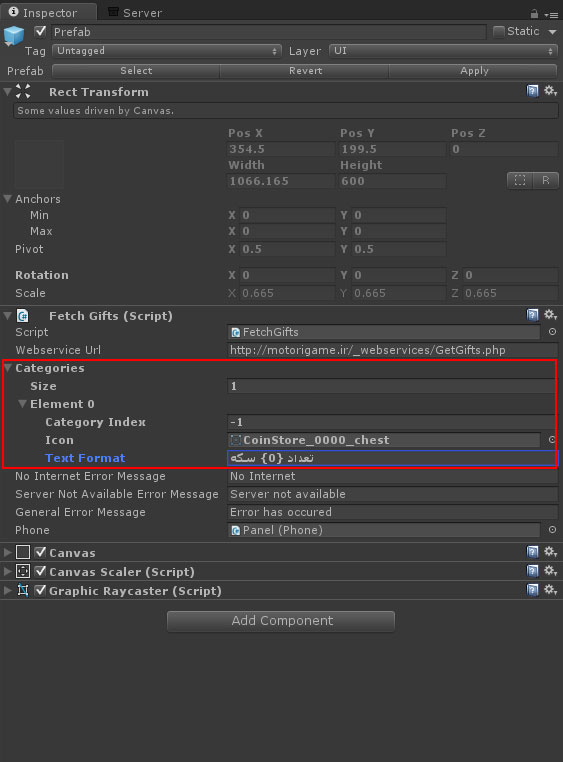 Inspector Server
Prefab Static
Tag Untagged Layer UI
Prefab Select Revert Apply
Rect Transform
Some values driven by Canvas.
Pos X Pos Y Pos Z
354.5 199.5 0
Width Height
1066.165 600
R
Anchors
Min X 0 Y 0
Max X 0 Y 0
Pivot X 0.5 Y 0.5
Rotation X 0 Y 0 Z 0
Scale X 0.665 Y 0.665 Z 0.665
Fetch Gifts (Script)
Script FetchGifts
Webservice Url http://motorigame.ir/_webservices/GetGifts.php
Categories
Size 1
Element 0
Category Index -1
Icon CoinStore_0000_chest
Text Format تعداد {0} سکه
No Internet Error Message No Internet
Server Not Available Error Message Server not available
General Error Message Error has occured
Phone Panel (Phone)
Canvas
Canvas Scaler (Script)
Graphic Raycaster (Script)
Add Component